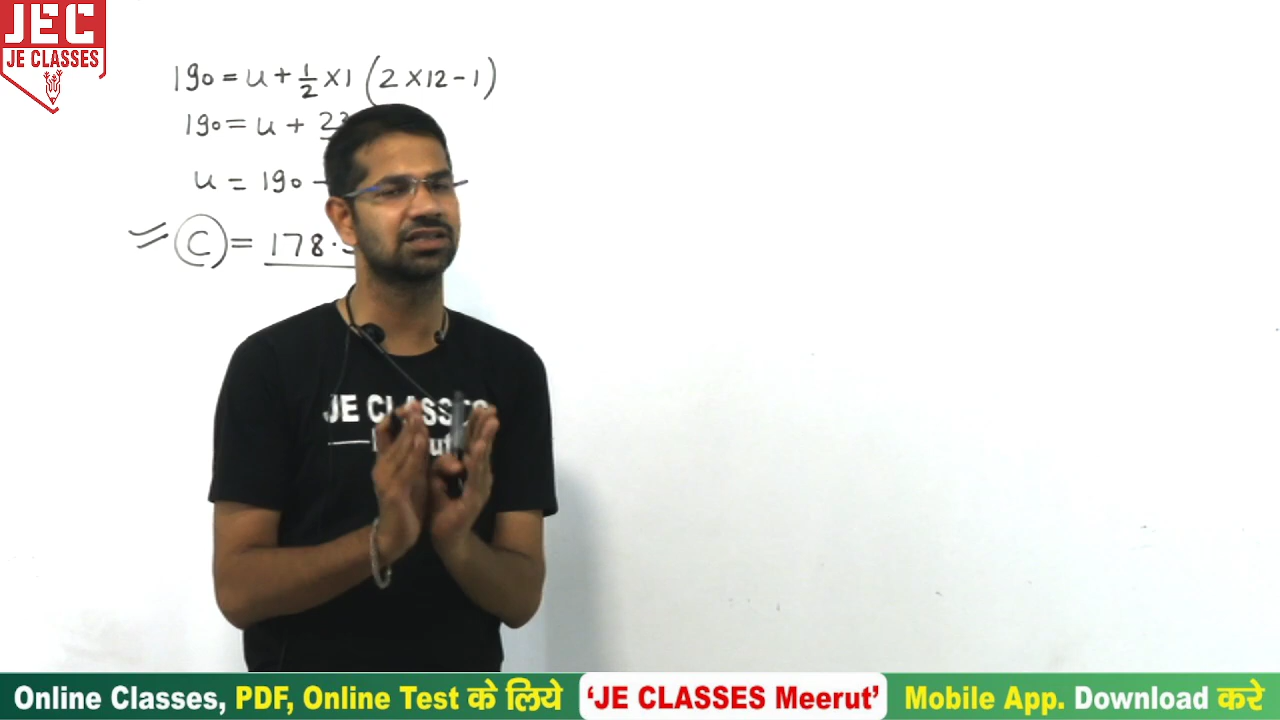 JEC
JE CLASSES
190 = u + 1/2 × 1 (2 × 12 - 1)
190 = u + 23
u = 190 -
C = 178.
JE CLASSES
Online Classes, PDF, Online Test के लिये 'JE CLASSES Meerut' Mobile App. Download करे